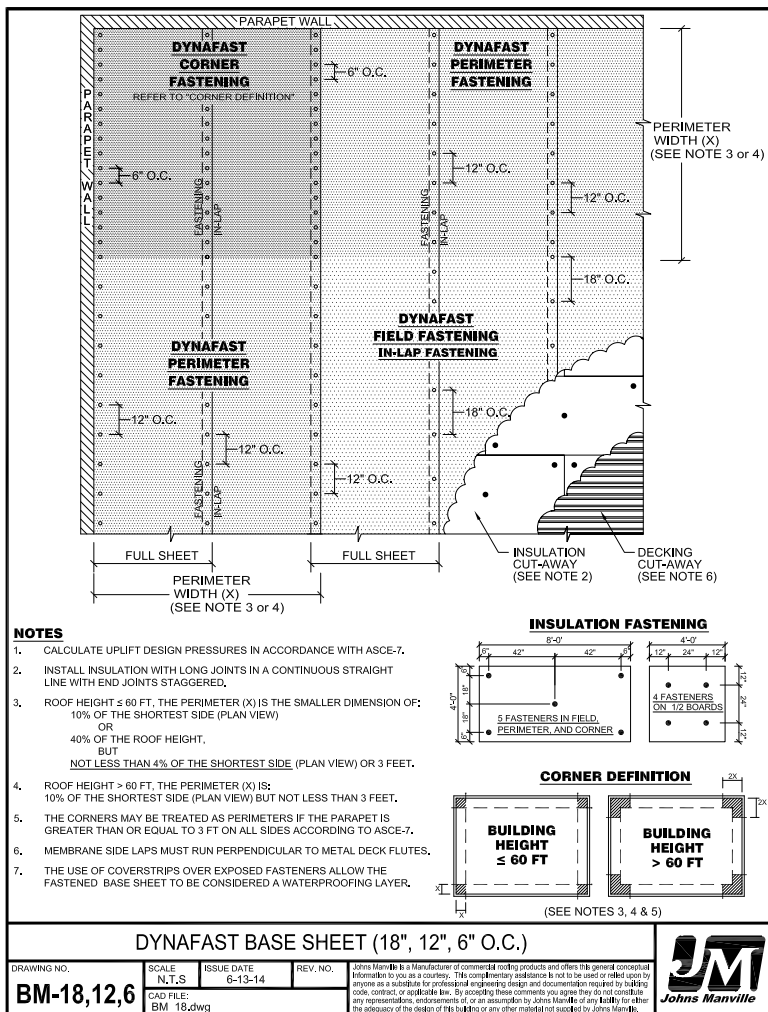 PARAPET WALL
DYNAFAST
CORNER
FASTENING
REFER TO "CORNER DEFINITION"
DYNAFAST
PERIMETER
FASTENING
6" O.C.
PARAPET WALL
PERIMETER
WIDTH (X)
(SEE NOTE 3 or 4)
12" O.C.
6" O.C.
12" O.C.
FASTENING
IN-LAP
FASTENING
IN-LAP
18" O.C.
DYNAFAST
FIELD FASTENING
IN-LAP FASTENING
DYNAFAST
PERIMETER
FASTENING
12" O.C.
18" O.C.
12" O.C.
12" O.C.
FASTENING
IN-LAP
FULL SHEET
FULL SHEET
INSULATION
CUT-AWAY
(SEE NOTE 2)
DECKING
CUT-AWAY
(SEE NOTE 6)
PERIMETER
WIDTH (X)
(SEE NOTE 3 or 4)
NOTES
1. CALCULATE UPLIFT DESIGN PRESSURES IN ACCORDANCE WITH ASCE-7.
2. INSTALL INSULATION WITH LONG JOINTS IN A CONTINUOUS STRAIGHT
LINE WITH END JOINTS STAGGERED.
3. ROOF HEIGHT ≤ 60 FT, THE PERIMETER (X) IS THE SMALLER DIMENSION OF:
10% OF THE SHORTEST SIDE (PLAN VIEW)
OR
40% OF THE ROOF HEIGHT,
BUT
NOT LESS THAN 4% OF THE SHORTEST SIDE (PLAN VIEW) OR 3 FEET.
4. ROOF HEIGHT > 60 FT, THE PERIMETER (X) IS:
10% OF THE SHORTEST SIDE (PLAN VIEW) BUT NOT LESS THAN 3 FEET.
5. THE CORNERS MAY BE TREATED AS PERIMETERS IF THE PARAPET IS
GREATER THAN OR EQUAL TO 3 FT ON ALL SIDES ACCORDING TO ASCE-7.
6. MEMBRANE SIDE LAPS MUST RUN PERPENDICULAR TO METAL DECK FLUTES.
7. THE USE OF COVERSTRIPS OVER EXPOSED FASTENERS ALLOW THE
FASTENED BASE SHEET TO BE CONSIDERED A WATERPROOFING LAYER.
INSULATION FASTENING
8'-0'
6" 42" 42" 6"
4'-0"
6"
18"
18"
6"
5 FASTENERS IN FIELD,
PERIMETER, AND CORNER
4'-0"
12" 24" 12"
4 FASTENERS
ON 1/2 BOARDS
12"
24"
12"
CORNER DEFINITION
2X
2X
BUILDING
HEIGHT
≤ 60 FT
BUILDING
HEIGHT
> 60 FT
X
X
(SEE NOTES 3, 4 & 5)
DYNAFAST BASE SHEET (18", 12", 6" O.C.)
DRAWING NO.
BM-18,12,6
SCALE
N.T.S
ISSUE DATE
6-13-14
REV. NO.
CAD FILE:
BM 18.dwg
Johns Manville is a Manufacturer of commercial roofing products and offers this general conceptual
information to you as a courtesy. This complimentary assistance is not to be used or relied upon by
anyone as a substitute for professional engineering design and documentation required by building
code, contract, or applicable law. By accepting these comments you agree they do not constitute
any representations, endorsements of, or an assumption by Johns Manville of any liability for either
the adequacy of the design of this building or any other material not supplied by Johns Manville.
JM
Johns Manville